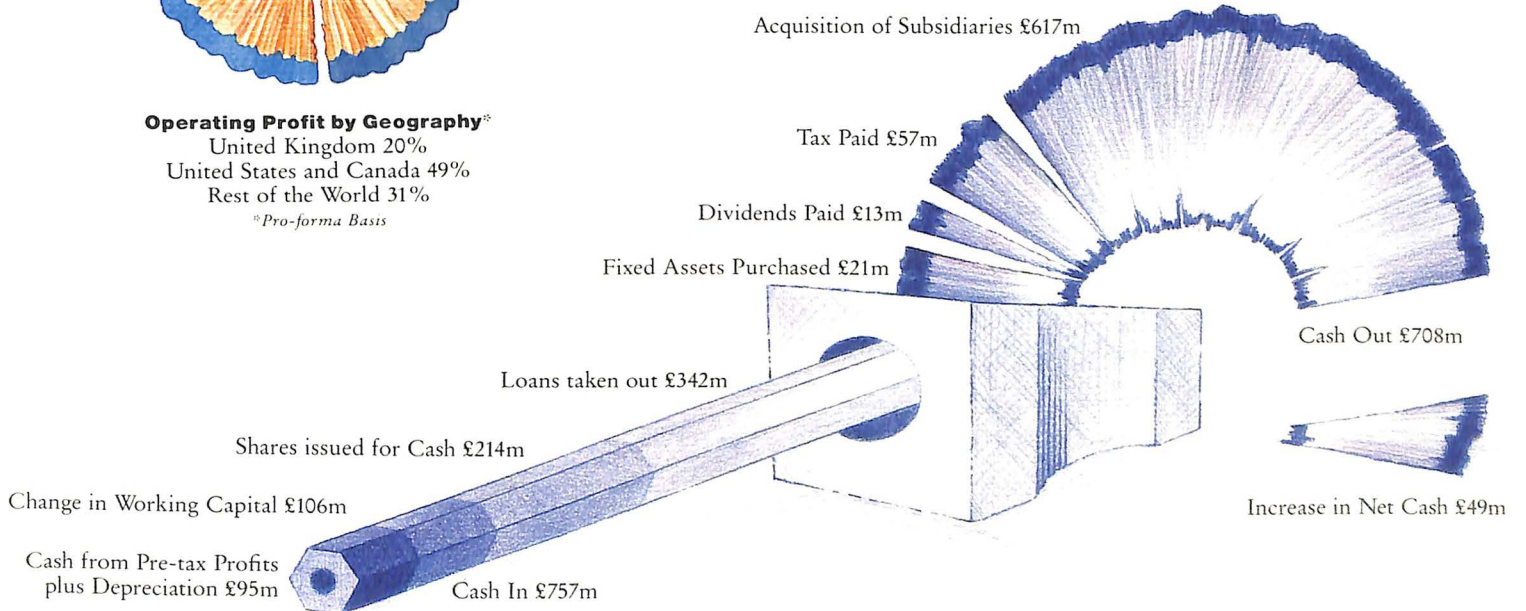 Operating Profit by Geography*
United Kingdom 20%
United States and Canada 49%
Rest of the World 31%
*Pro-forma Basis
Acquisition of Subsidiaries £617m
Tax Paid £57m
Dividends Paid £13m
Fixed Assets Purchased £21m
Cash Out £708m
Loans taken out £342m
Shares issued for Cash £214m
Change in Working Capital £106m
Cash from Pre-tax Profits
plus Depreciation £95m
Cash In £757m
Increase in Net Cash £49m